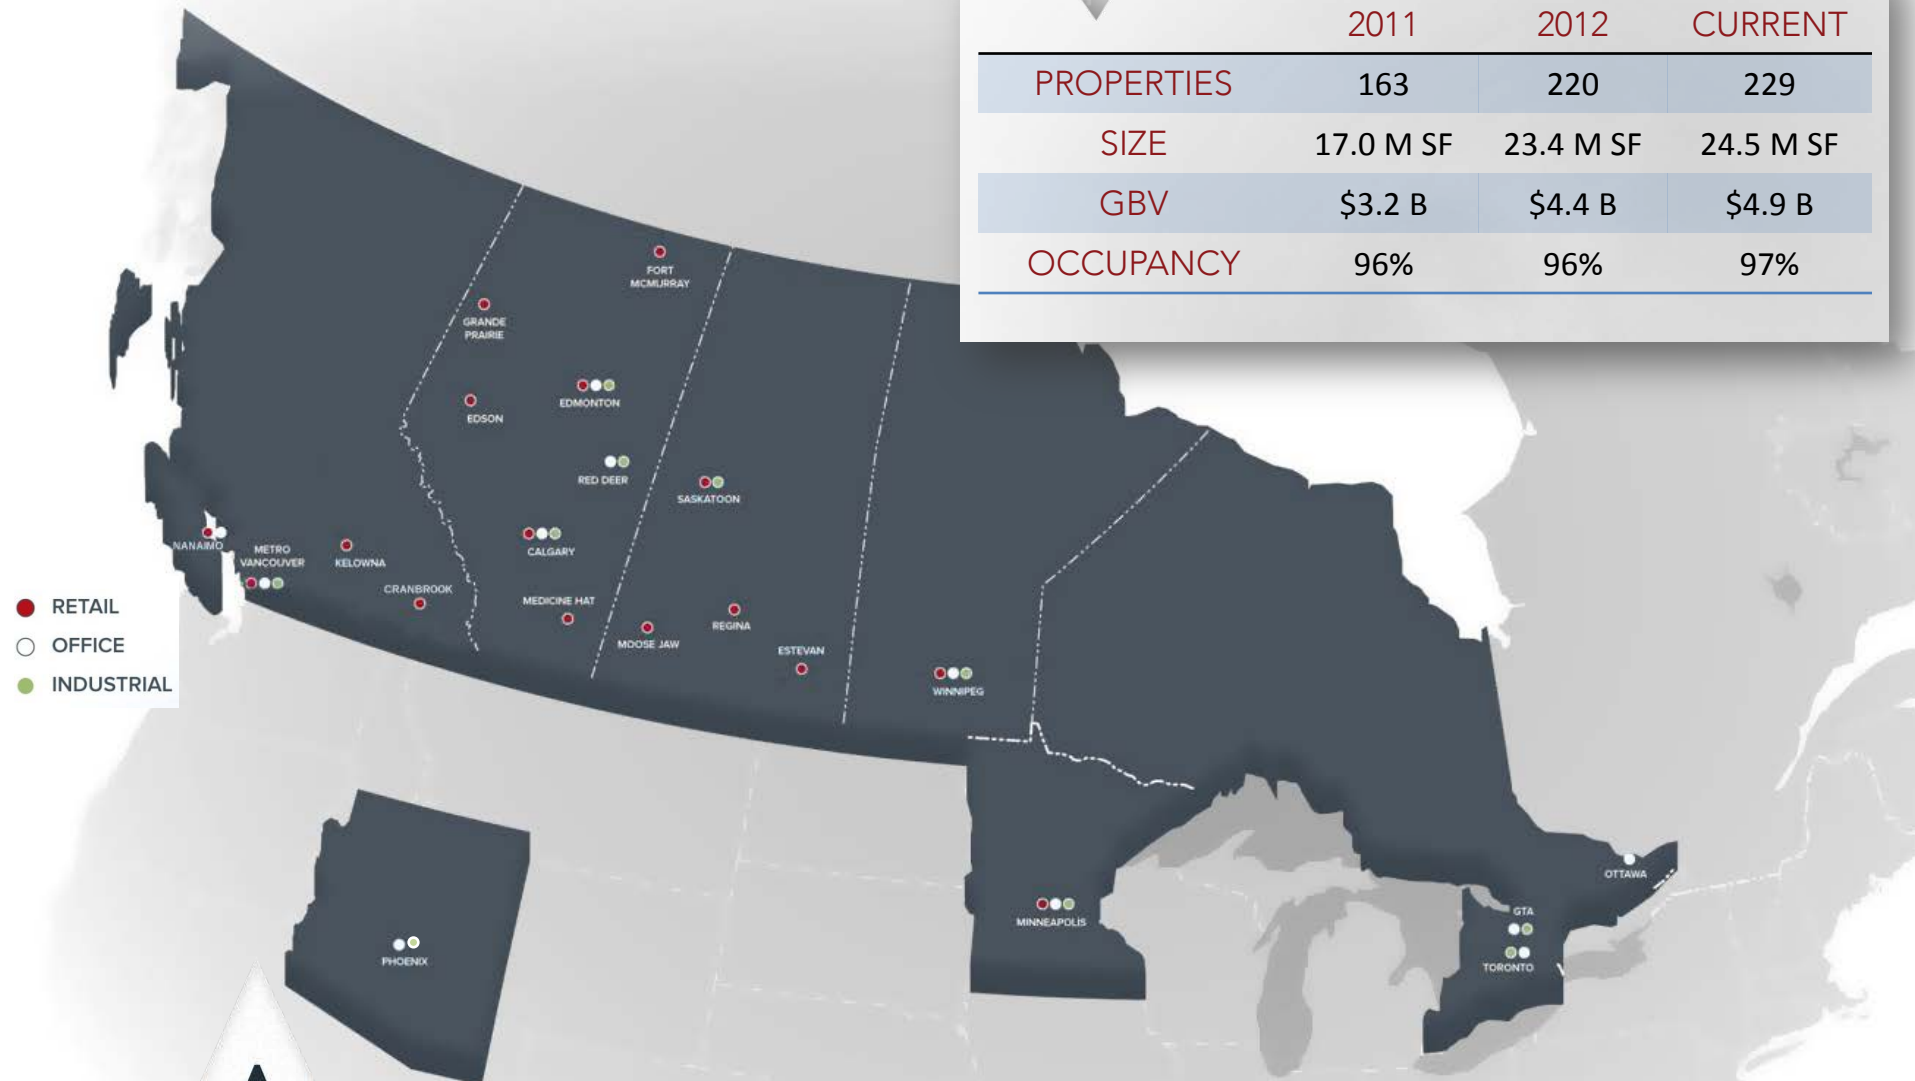 2011 2012 CURRENT
PROPERTIES 163 220 229
SIZE 17.0 M SF 23.4 M SF 24.5 M SF
GBV $3.2 B $4.4 B $4.9 B
OCCUPANCY 96% 96% 97%
FORT
MCMURRAY
GRANDE
PRAIRIE
EDMONTON
EDSON
RED DEER
SASKATOON
NANAIMO
METRO
VANCOUVER
KELOWNA
CALGARY
CRANBROOK
MEDICINE HAT
MOOSE JAW
REGINA
ESTEVAN
WINNIPEG
RETAIL
OFFICE
INDUSTRIAL
OTTAWA
MINNEAPOLIS
GTA
TORONTO
PHOENIX